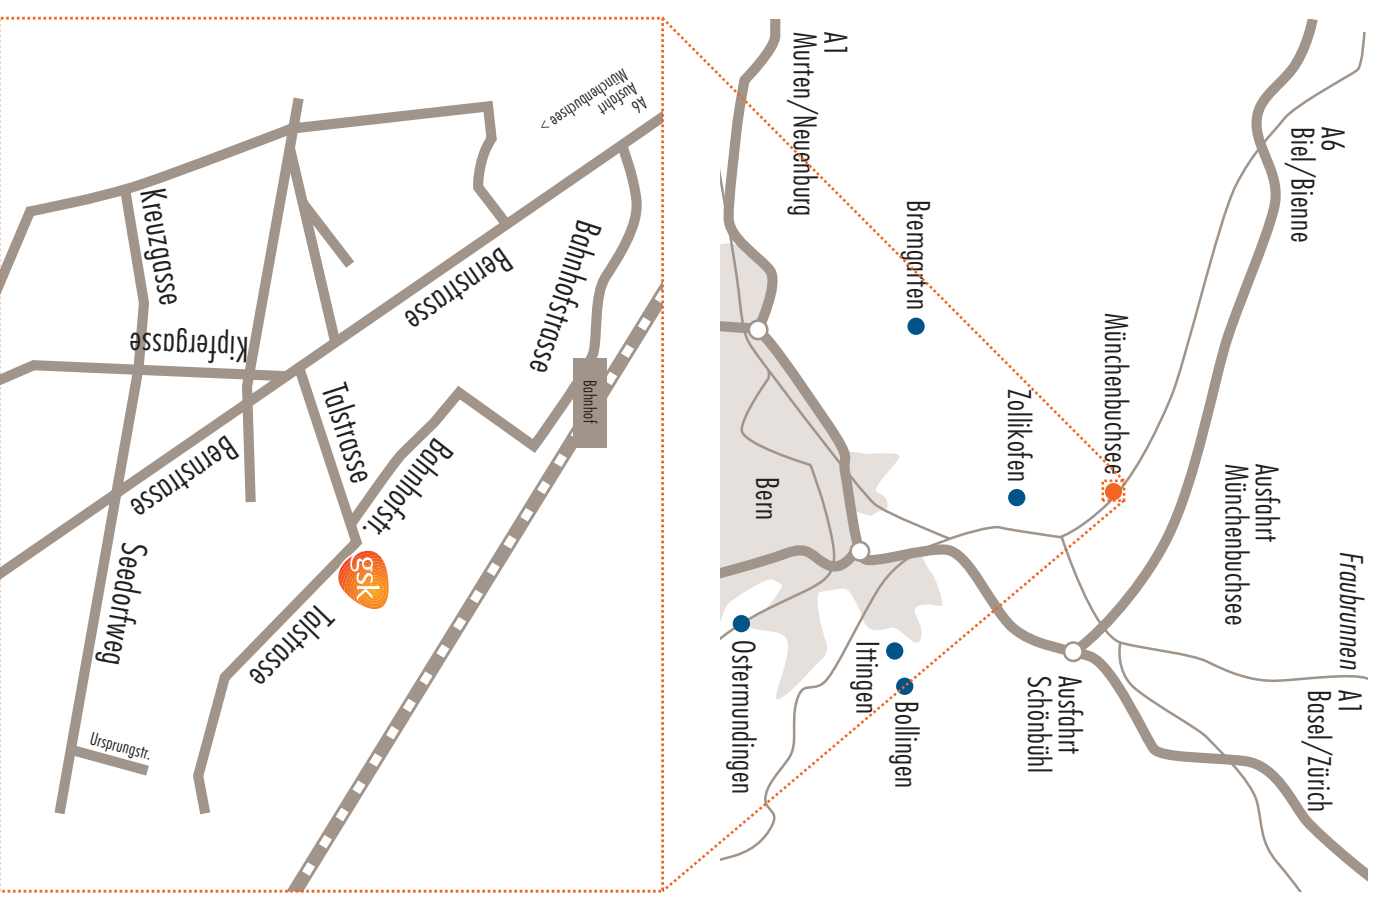 A6
Ausfahrt
Münchenbuchsee >
Kreuzgasse
Kipfergasse
Bernstrasse
Bahnhofstrasse
Bahnhof
Talstrasse
Bahnhofstr.
Bernstrasse
gsk
Talstrasse
Seedorfweg
Ursprungstr.
A1
Murten/Neuenburg
A6
Biel/Bienne
Bremgarten
Münchenbuchsee
Zollikofen
Bern
Ausfahrt
Münchenbuchsee
Fraubrunnen
Ittingen
Bollingen
Ostermundingen
Ausfahrt
Schönbühl
A1
Basel/Zürich